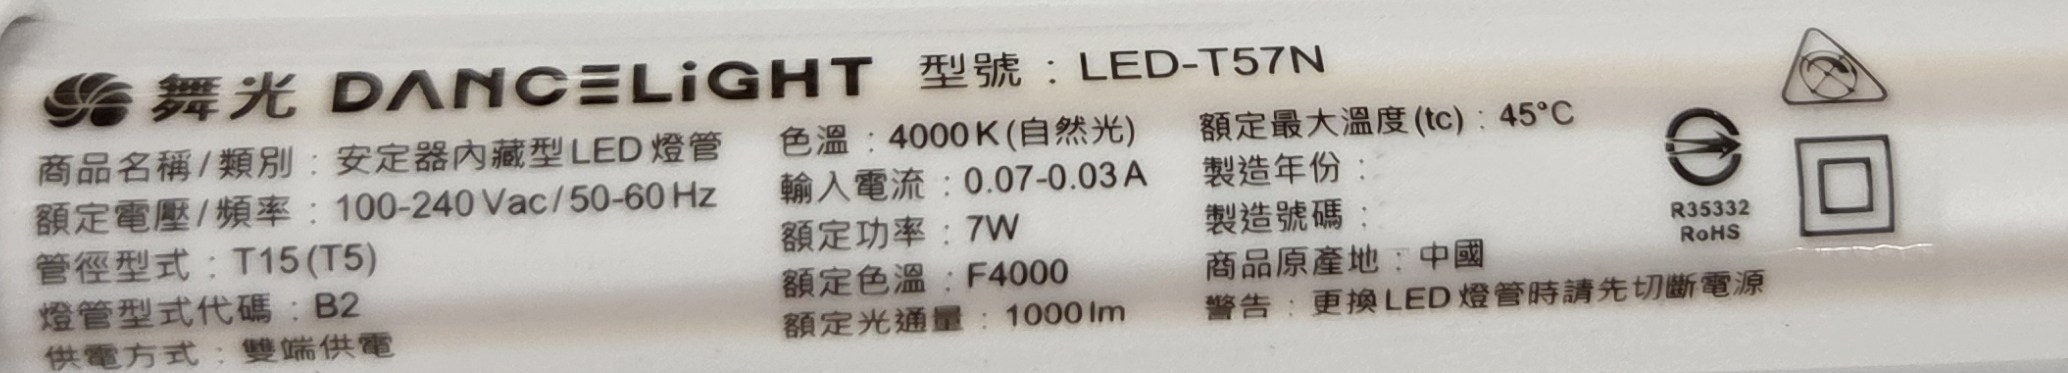 舞光 DANCELiGHT 型號：LED-T57N
商品名稱/類別：安定器內藏型LED燈管
額定電壓/頻率：100-240 Vac/50-60 Hz
管徑型式：T15(T5)
燈管型式代碼：B2
供電方式：雙端供電
色溫：4000K(自然光)
輸入電流：0.07-0.03A
額定功率：7W
額定色溫：F4000
額定光通量：1000lm
額定最大溫度(tc)：45°C
製造年份：
製造號碼：
商品原產地：中國
警告：更換LED燈管時請先切斷電源
R35332
RoHS